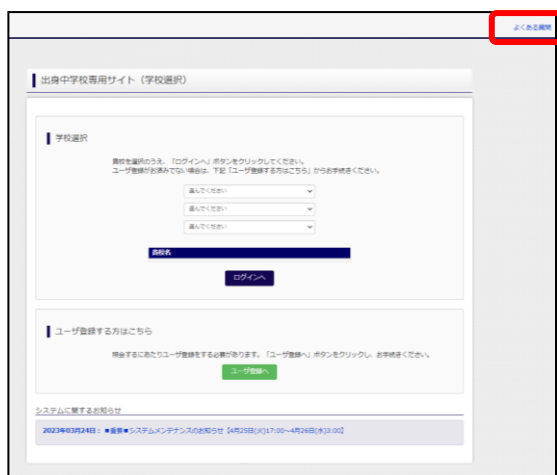 よくある質問
出身中学校専用サイト（学校選択）
学校選択
貴校を選択のうえ、「ログインへ」ボタンをクリックしてください。
ユーザ登録がお済みでない場合は、下記「ユーザ登録する方はこちら」からお手続きください。
選んでください
選んでください
選んでください
貴校名
ログインへ
ユーザ登録する方はこちら
照会するにあたりユーザ登録をする必要があります。「ユーザ登録へ」ボタンをクリックし、お手続きください。
ユーザ登録へ
システムに関するお知らせ
2023年03月24日： ■重要■システムメンテナンスのお知らせ【4月25日(火)17:00～4月26日(水)3:00】